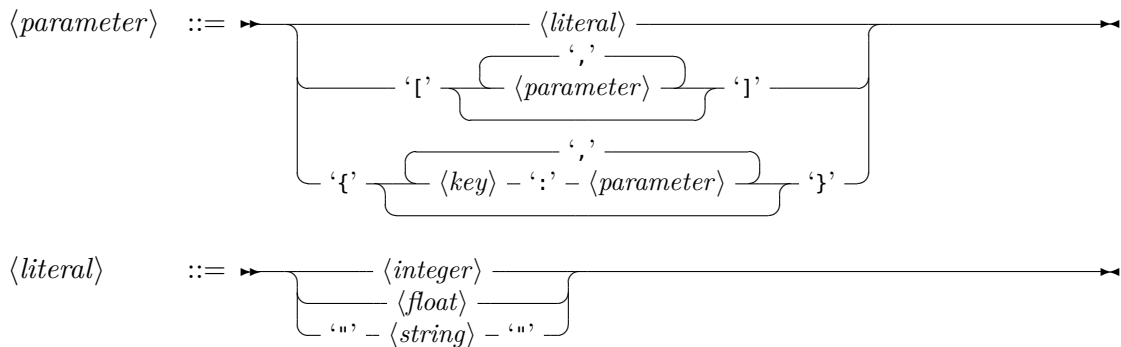 ⟨parameter⟩ ::= ⟨literal⟩
‘,’
‘[’ ⟨parameter⟩ ‘]’
‘,’
‘{’ ⟨key⟩ ‘:’ ⟨parameter⟩ ‘}’
⟨literal⟩ ::= ⟨integer⟩
⟨float⟩
‘"’ ⟨string⟩ ‘"’